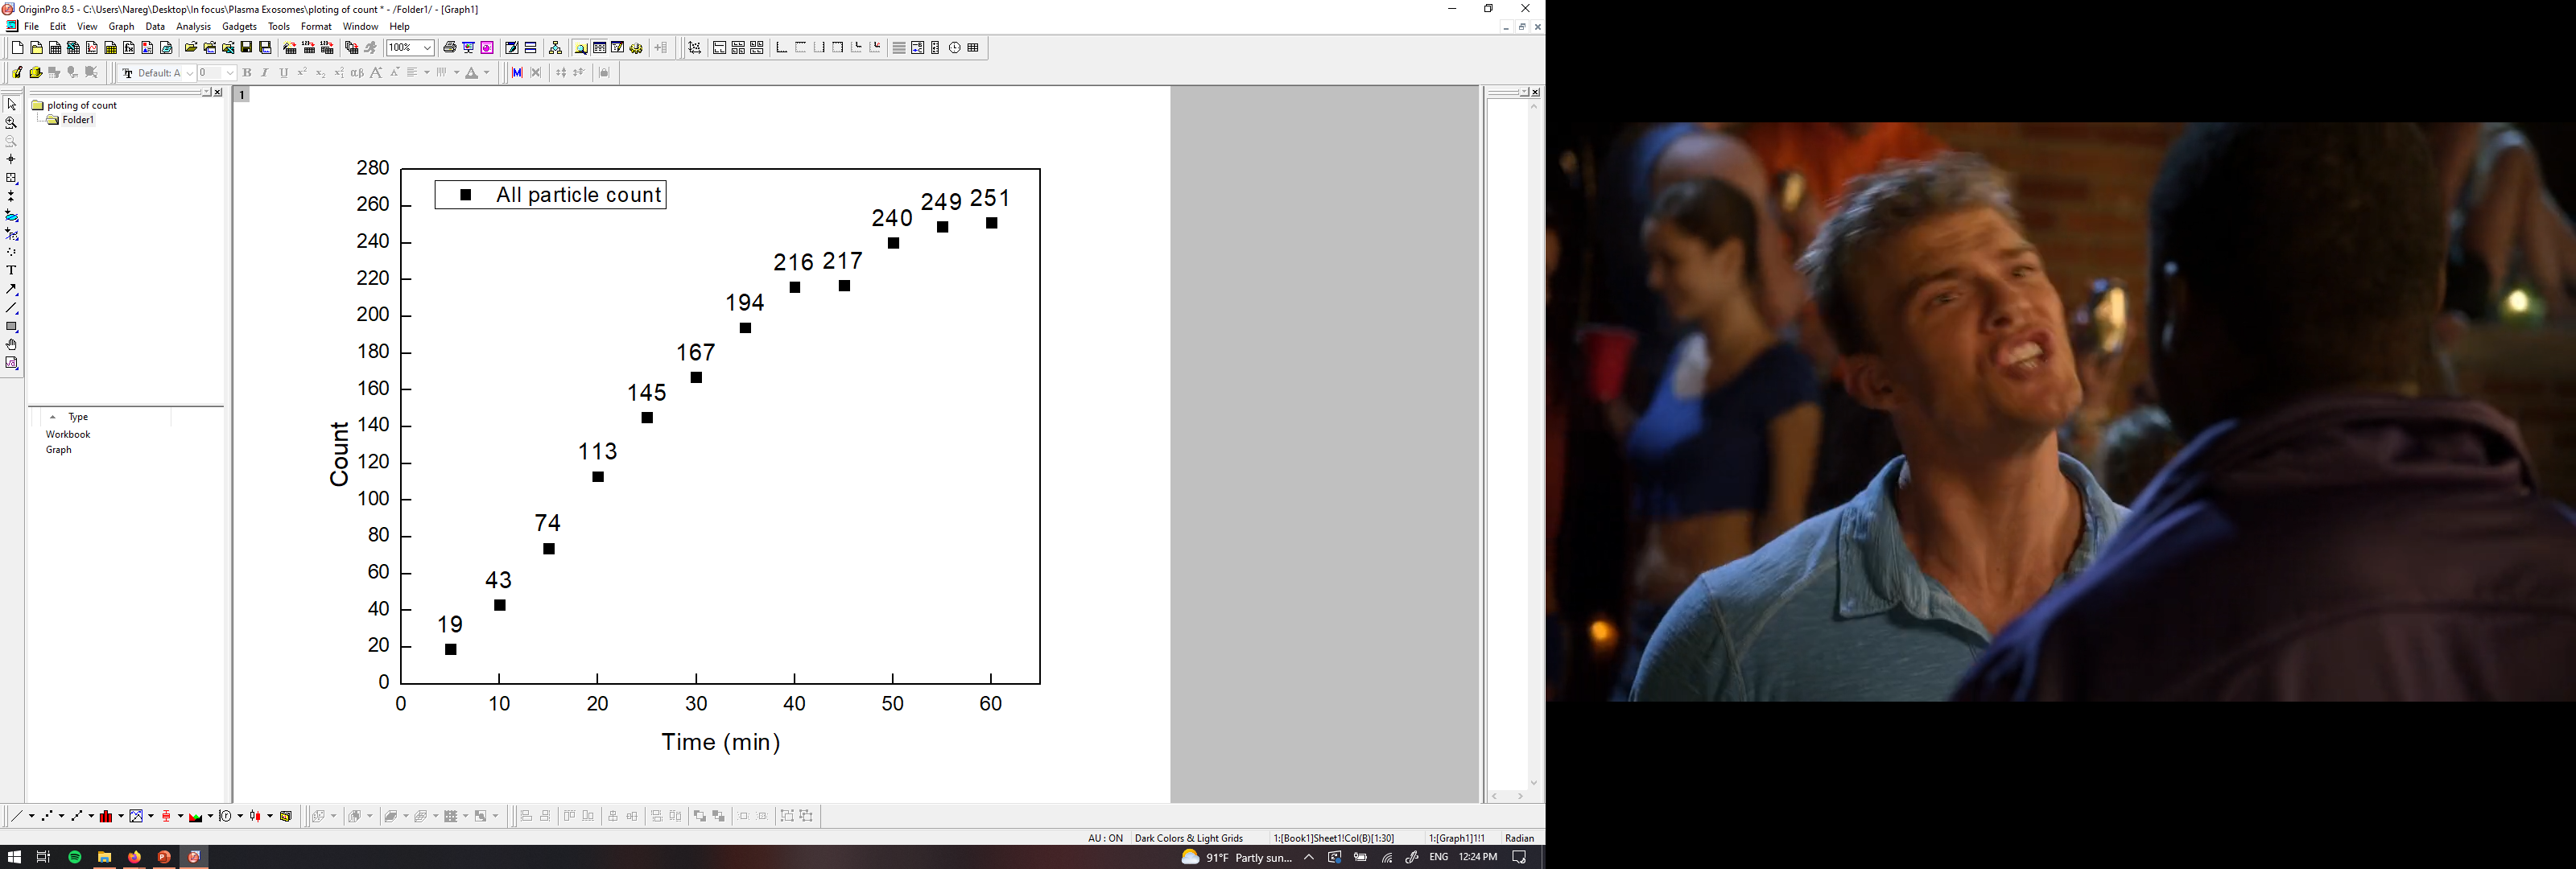 OriginPro 8.5 - C:\Users\Nareg\Desktop\In focus\Plasma Exosomes\ploting of count * - /Folder1/ - [Graph1]
File Edit View Graph Data Analysis Gadgets Tools Format Window Help
100%
Default: A 0
ploting of count
Folder1
Type
Workbook
Graph
1
All particle count
280
260
240
220
200
180
160
140
120
100
80
60
40
20
0
Count
19
43
74
113
145
167
194
216
217
240
249
251
0 10 20 30 40 50 60
Time (min)
AU : ON Dark Colors & Light Grids 1:[Book1]Sheet1!Col(B)[1:30] 1:[Graph1]1!1 Radian
91°F Partly sun... ENG 12:24 PM